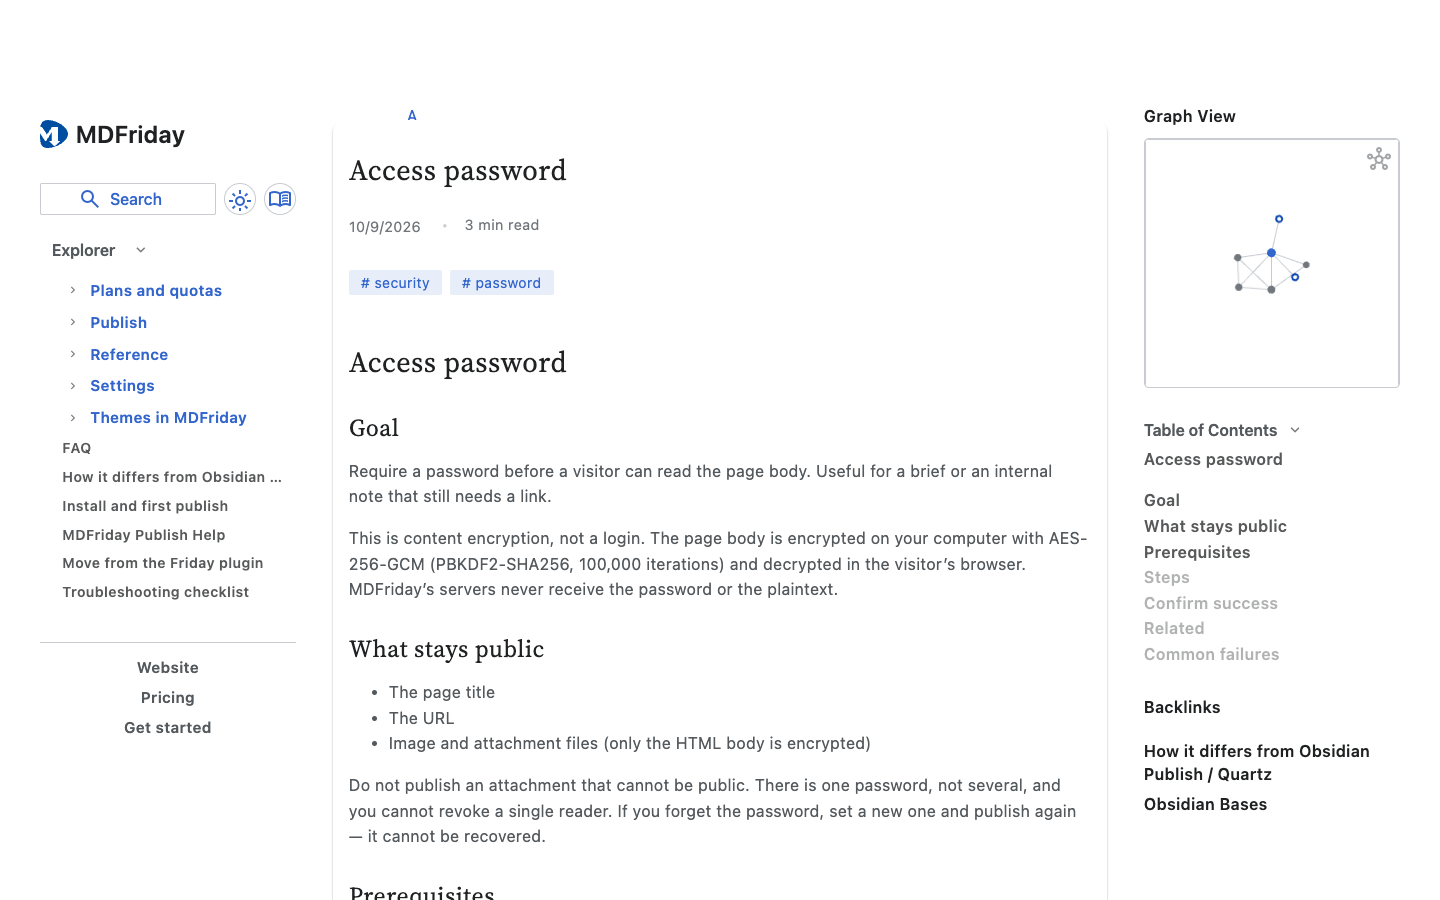 MDFriday
Search
Explorer
Plans and quotas
Publish
Reference
Settings
Themes in MDFriday
FAQ
How it differs from Obsidian ...
Install and first publish
MDFriday Publish Help
Move from the Friday plugin
Troubleshooting checklist
Website
Pricing
Get started
A
Access password
10/9/2026 • 3 min read
# security # password
Access password
Goal
Require a password before a visitor can read the page body. Useful for a brief or an internal
note that still needs a link.
This is content encryption, not a login. The page body is encrypted on your computer with AES-
256-GCM (PBKDF2-SHA256, 100,000 iterations) and decrypted in the visitor’s browser.
MDFriday’s servers never receive the password or the plaintext.
What stays public
• The page title
• The URL
• Image and attachment files (only the HTML body is encrypted)
Do not publish an attachment that cannot be public. There is one password, not several, and
you cannot revoke a single reader. If you forget the password, set a new one and publish again
— it cannot be recovered.
Prerequisites
Graph View
Table of Contents
Access password
Goal
What stays public
Prerequisites
Steps
Confirm success
Related
Common failures
Backlinks
How it differs from Obsidian
Publish / Quartz
Obsidian Bases